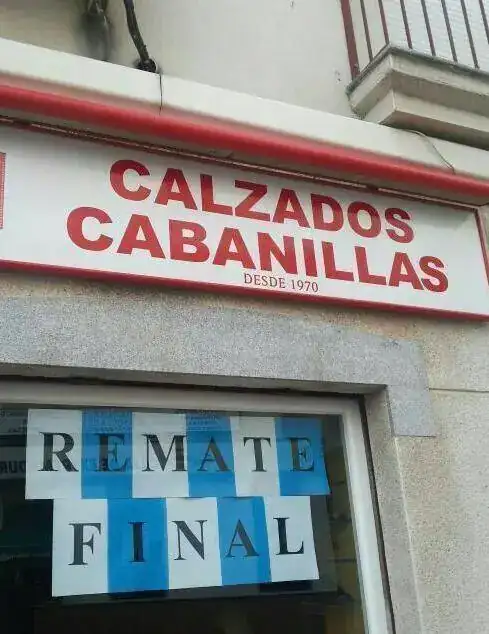 CALZADOS
CABANILLAS
DESDE 1970
REMATE
FINAL